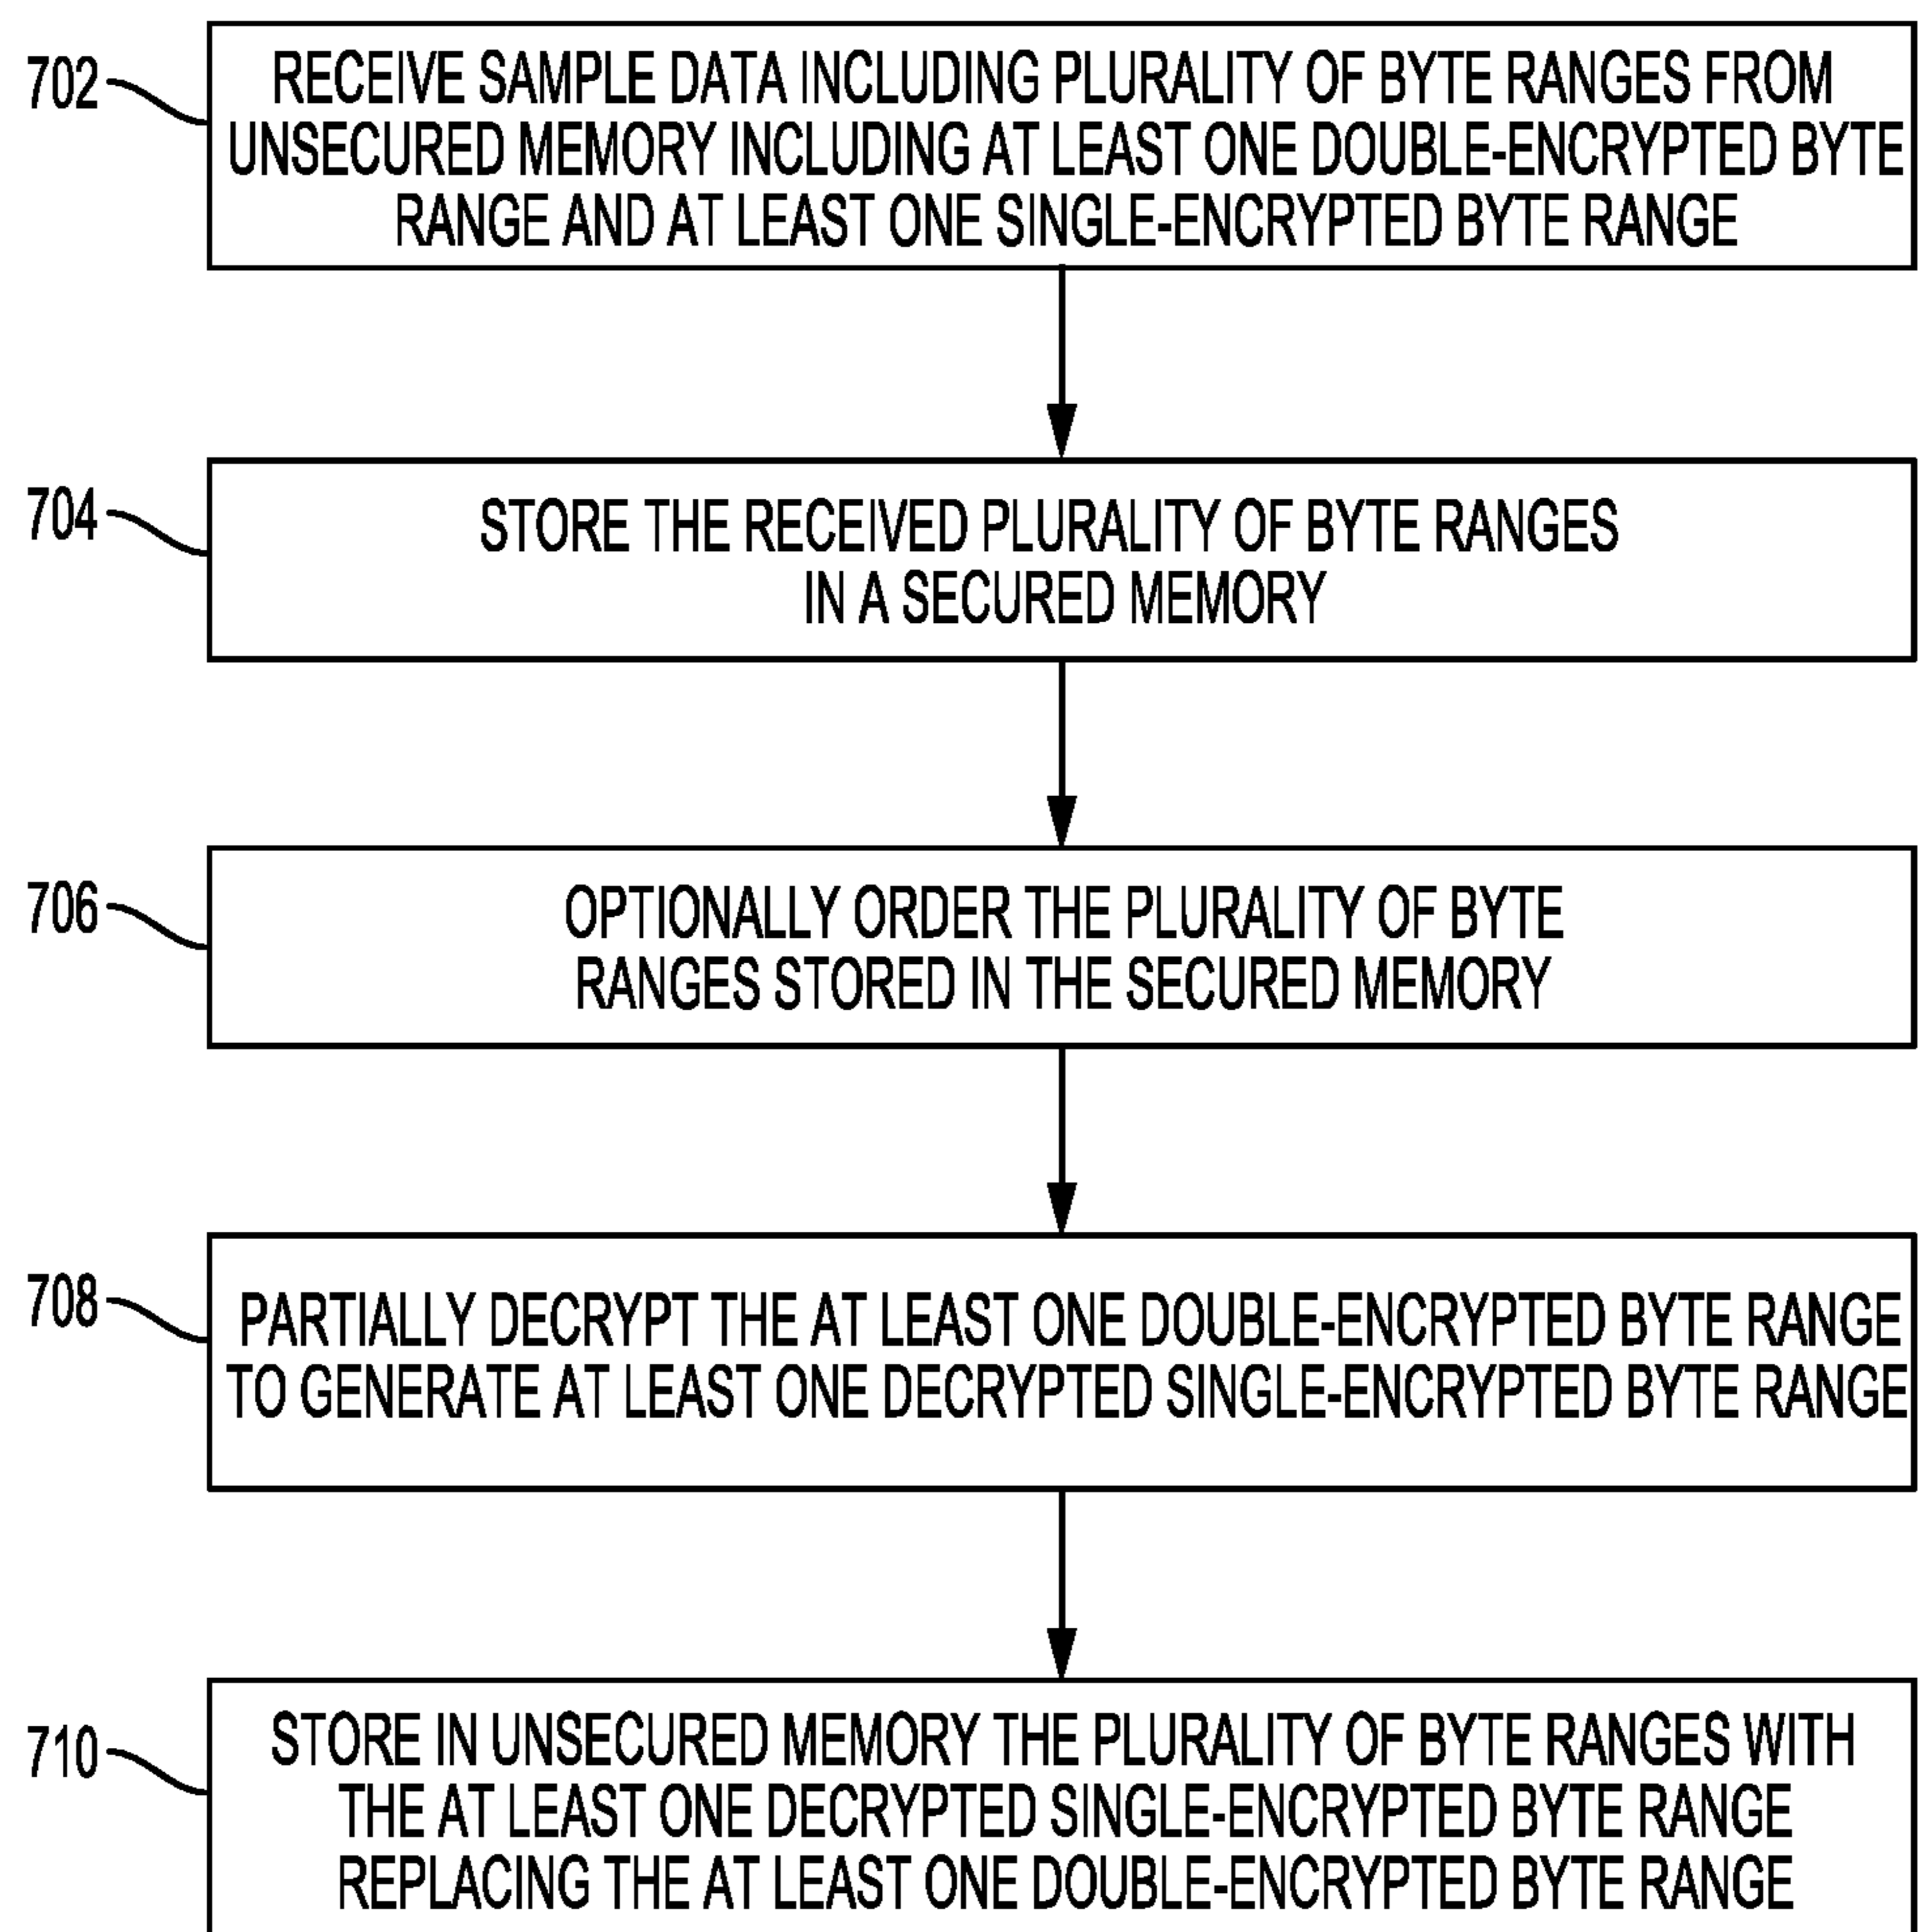 702
RECEIVE SAMPLE DATA INCLUDING PLURALITY OF BYTE RANGES FROM
UNSECURED MEMORY INCLUDING AT LEAST ONE DOUBLE-ENCRYPTED BYTE
RANGE AND AT LEAST ONE SINGLE-ENCRYPTED BYTE RANGE
704
STORE THE RECEIVED PLURALITY OF BYTE RANGES
IN A SECURED MEMORY
706
OPTIONALLY ORDER THE PLURALITY OF BYTE
RANGES STORED IN THE SECURED MEMORY
708
PARTIALLY DECRYPT THE AT LEAST ONE DOUBLE-ENCRYPTED BYTE RANGE
TO GENERATE AT LEAST ONE DECRYPTED SINGLE-ENCRYPTED BYTE RANGE
710
STORE IN UNSECURED MEMORY THE PLURALITY OF BYTE RANGES WITH
THE AT LEAST ONE DECRYPTED SINGLE-ENCRYPTED BYTE RANGE
REPLACING THE AT LEAST ONE DOUBLE-ENCRYPTED BYTE RANGE